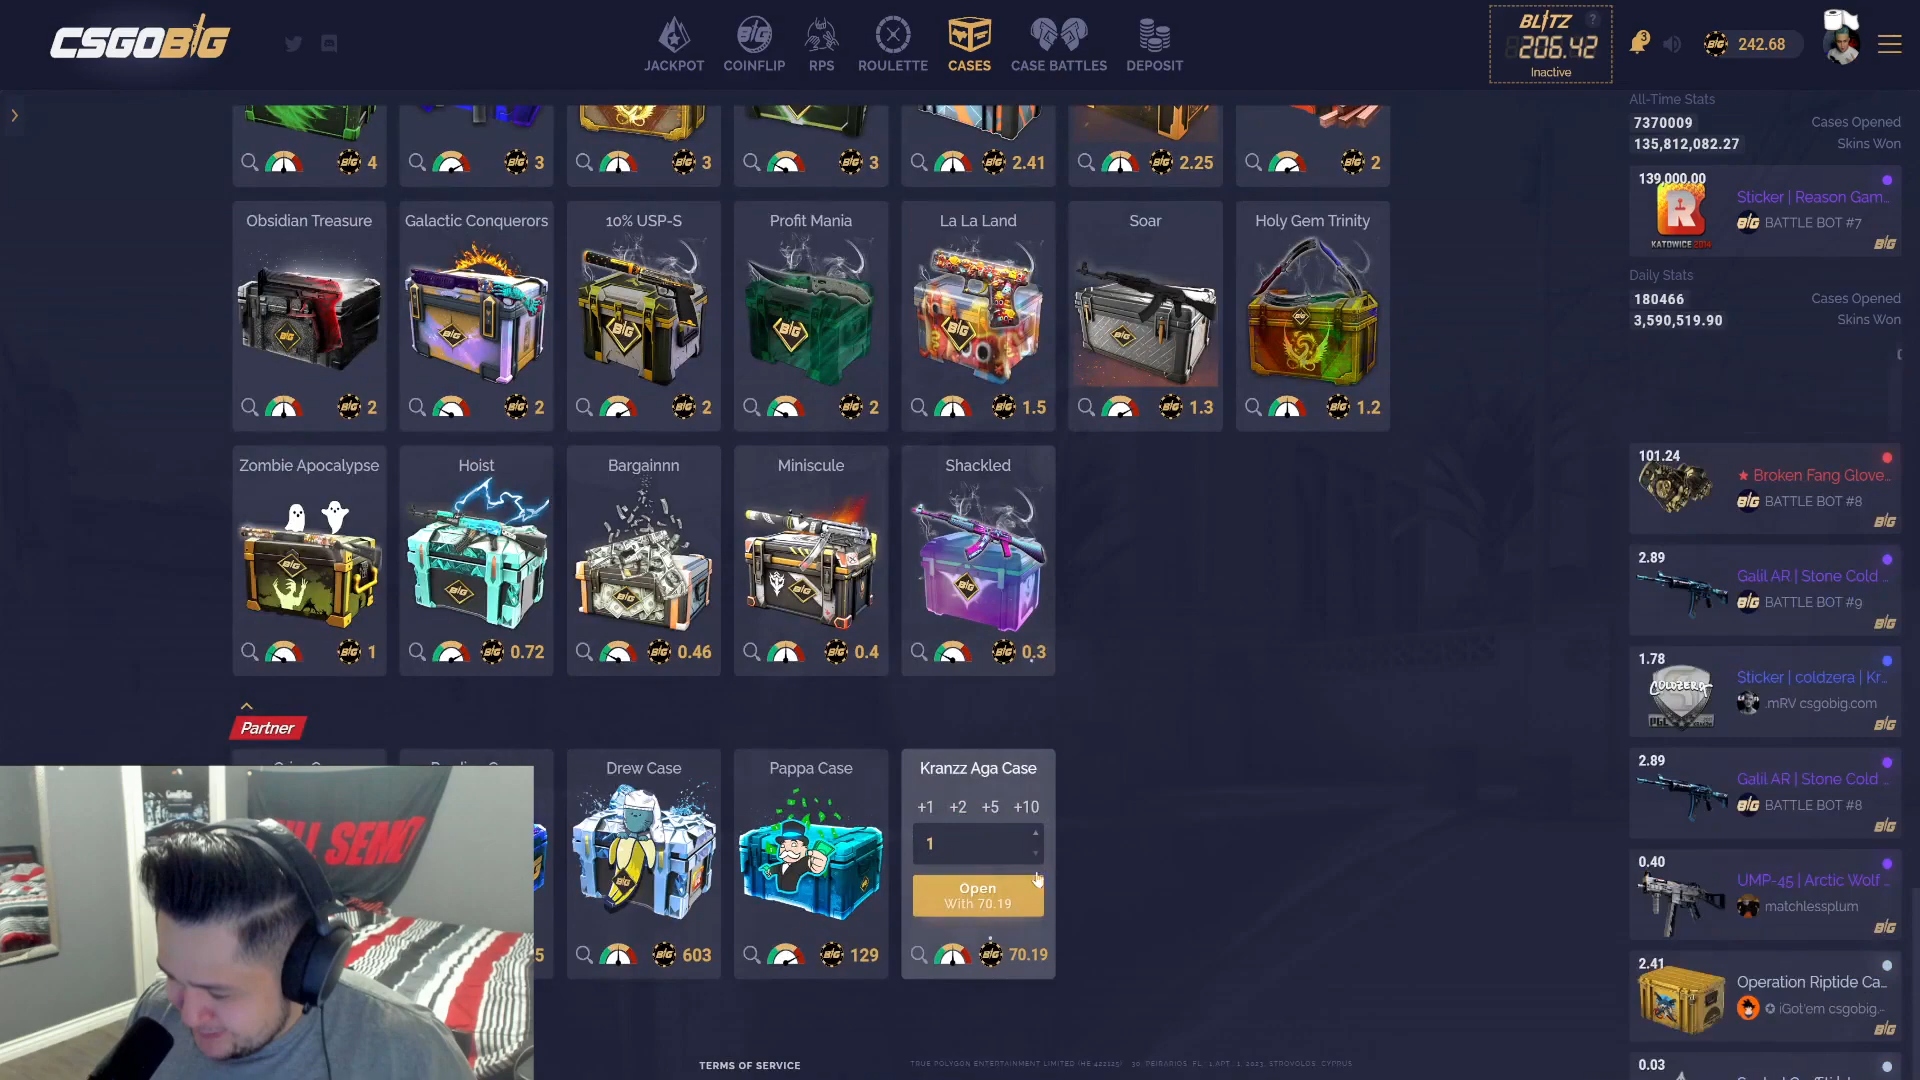 CSGOBIG
JACKPOT
COINFLIP
RPS
ROULETTE
CASES
CASE BATTLES
DEPOSIT
BLITZ
?
206.42
Inactive
3
242.68
4
3
3
3
2.41
2.25
2
Obsidian Treasure
Galactic Conquerors
10% USP-S
Profit Mania
La La Land
Soar
Holy Gem Trinity
2
2
2
2
1.5
1.3
1.2
Zombie Apocalypse
Hoist
Bargainnn
Miniscule
Shackled
1
0.72
0.46
0.4
0.3
Partner
Drew Case
Pappa Case
Kranzz Aga Case
+1 +2 +5 +10
1
Open
With 70.19
5
603
129
70.19
TERMS OF SERVICE
All-Time Stats
7370009 Cases Opened
135,812,082.27 Skins Won
139,000.00
Sticker | Reason Gam...
BATTLE BOT #7
KATOWICE 2014
Daily Stats
180466 Cases Opened
3,590,519.90 Skins Won
101.24
★ Broken Fang Glove...
BATTLE BOT #8
2.89
Galil AR | Stone Cold ...
BATTLE BOT #9
1.78
Sticker | coldzera | Kr...
.mRV csgobig.com
2.89
Galil AR | Stone Cold ...
BATTLE BOT #8
0.40
UMP-45 | Arctic Wolf ...
matchlessplum
2.41
Operation Riptide Ca...
iGot'em csgobig...
0.03